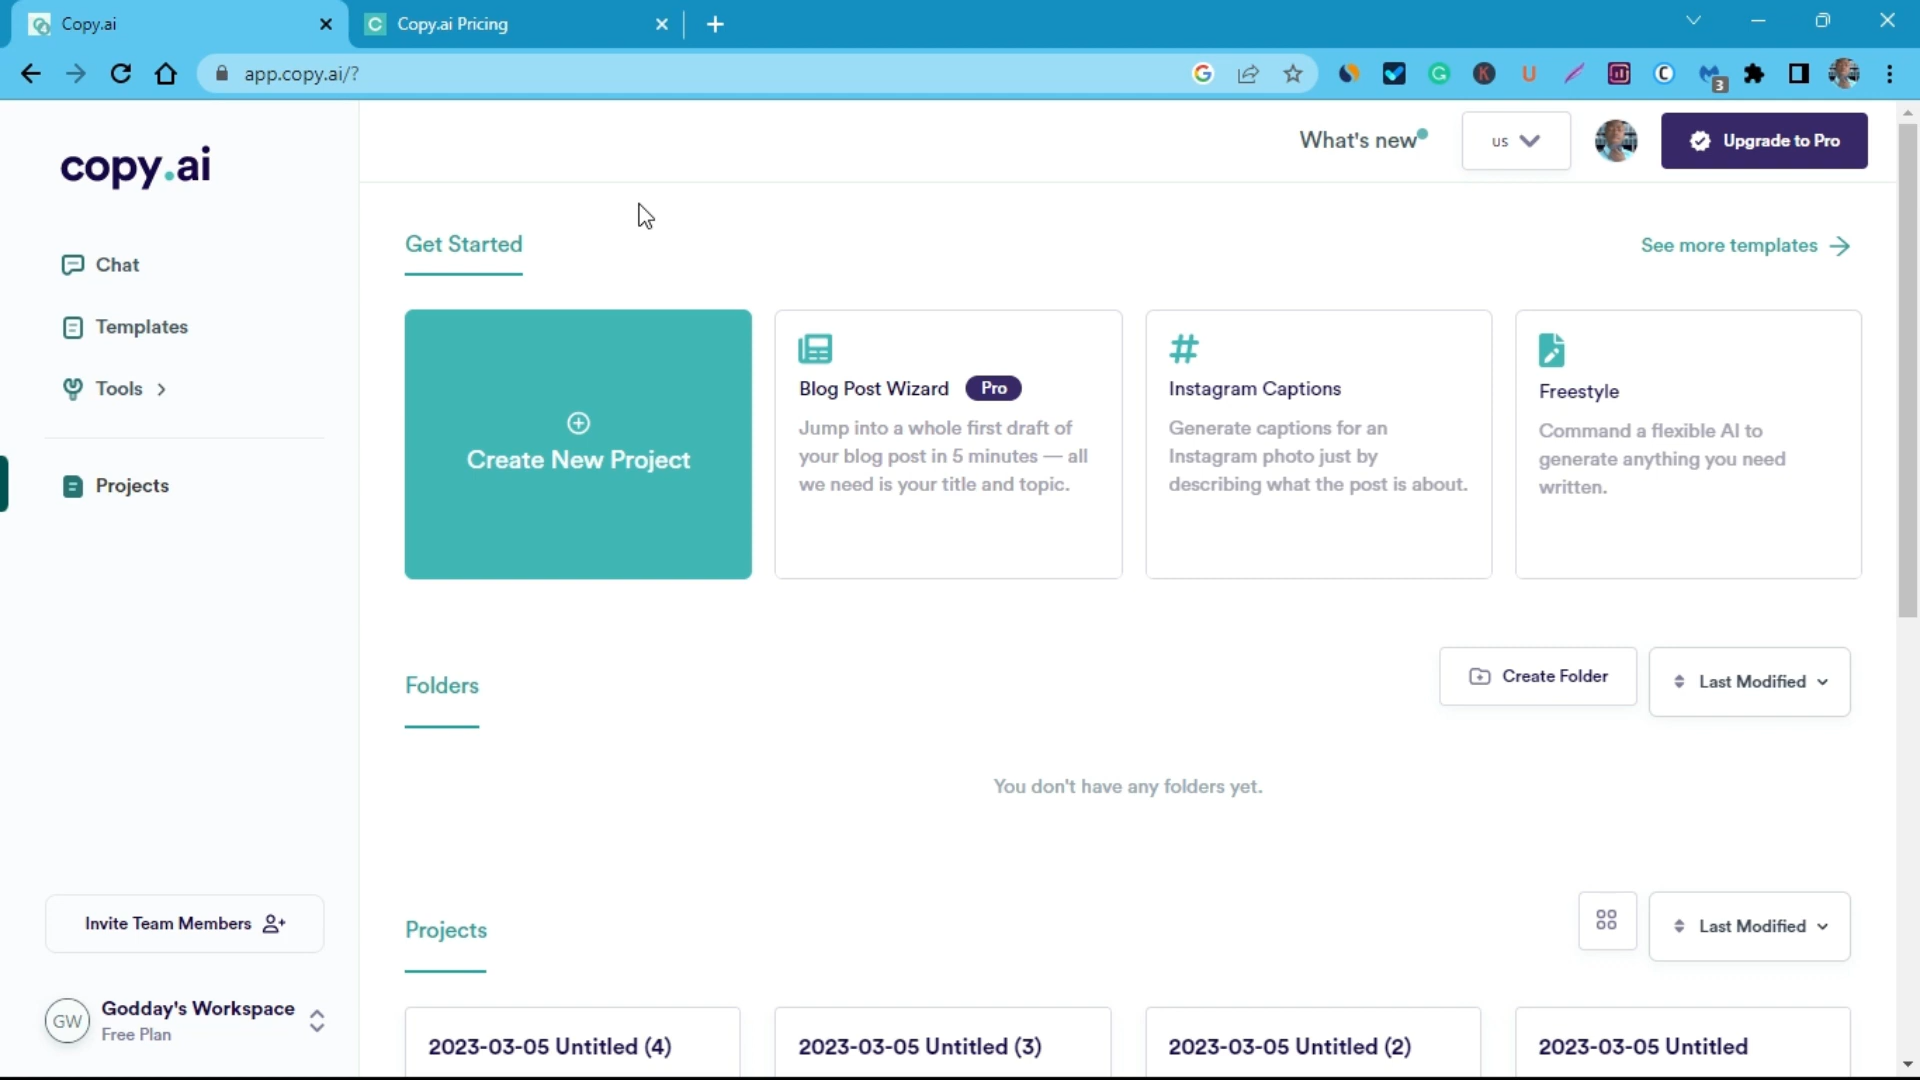 Copy.ai
Copy.ai Pricing
app.copy.ai/?
3
copy.ai
What's new
us
Upgrade to Pro
Chat
Templates
Tools
Projects
Get Started
See more templates
Create New Project
Blog Post Wizard Pro
Jump into a whole first draft of
your blog post in 5 minutes — all
we need is your title and topic.
Instagram Captions
Generate captions for an
Instagram photo just by
describing what the post is about.
Freestyle
Command a flexible AI to
generate anything you need
written.
Folders
Create Folder
Last Modified
You don't have any folders yet.
Projects
Last Modified
2023-03-05 Untitled (4)
2023-03-05 Untitled (3)
2023-03-05 Untitled (2)
2023-03-05 Untitled
Invite Team Members
GW
Godday's Workspace
Free Plan